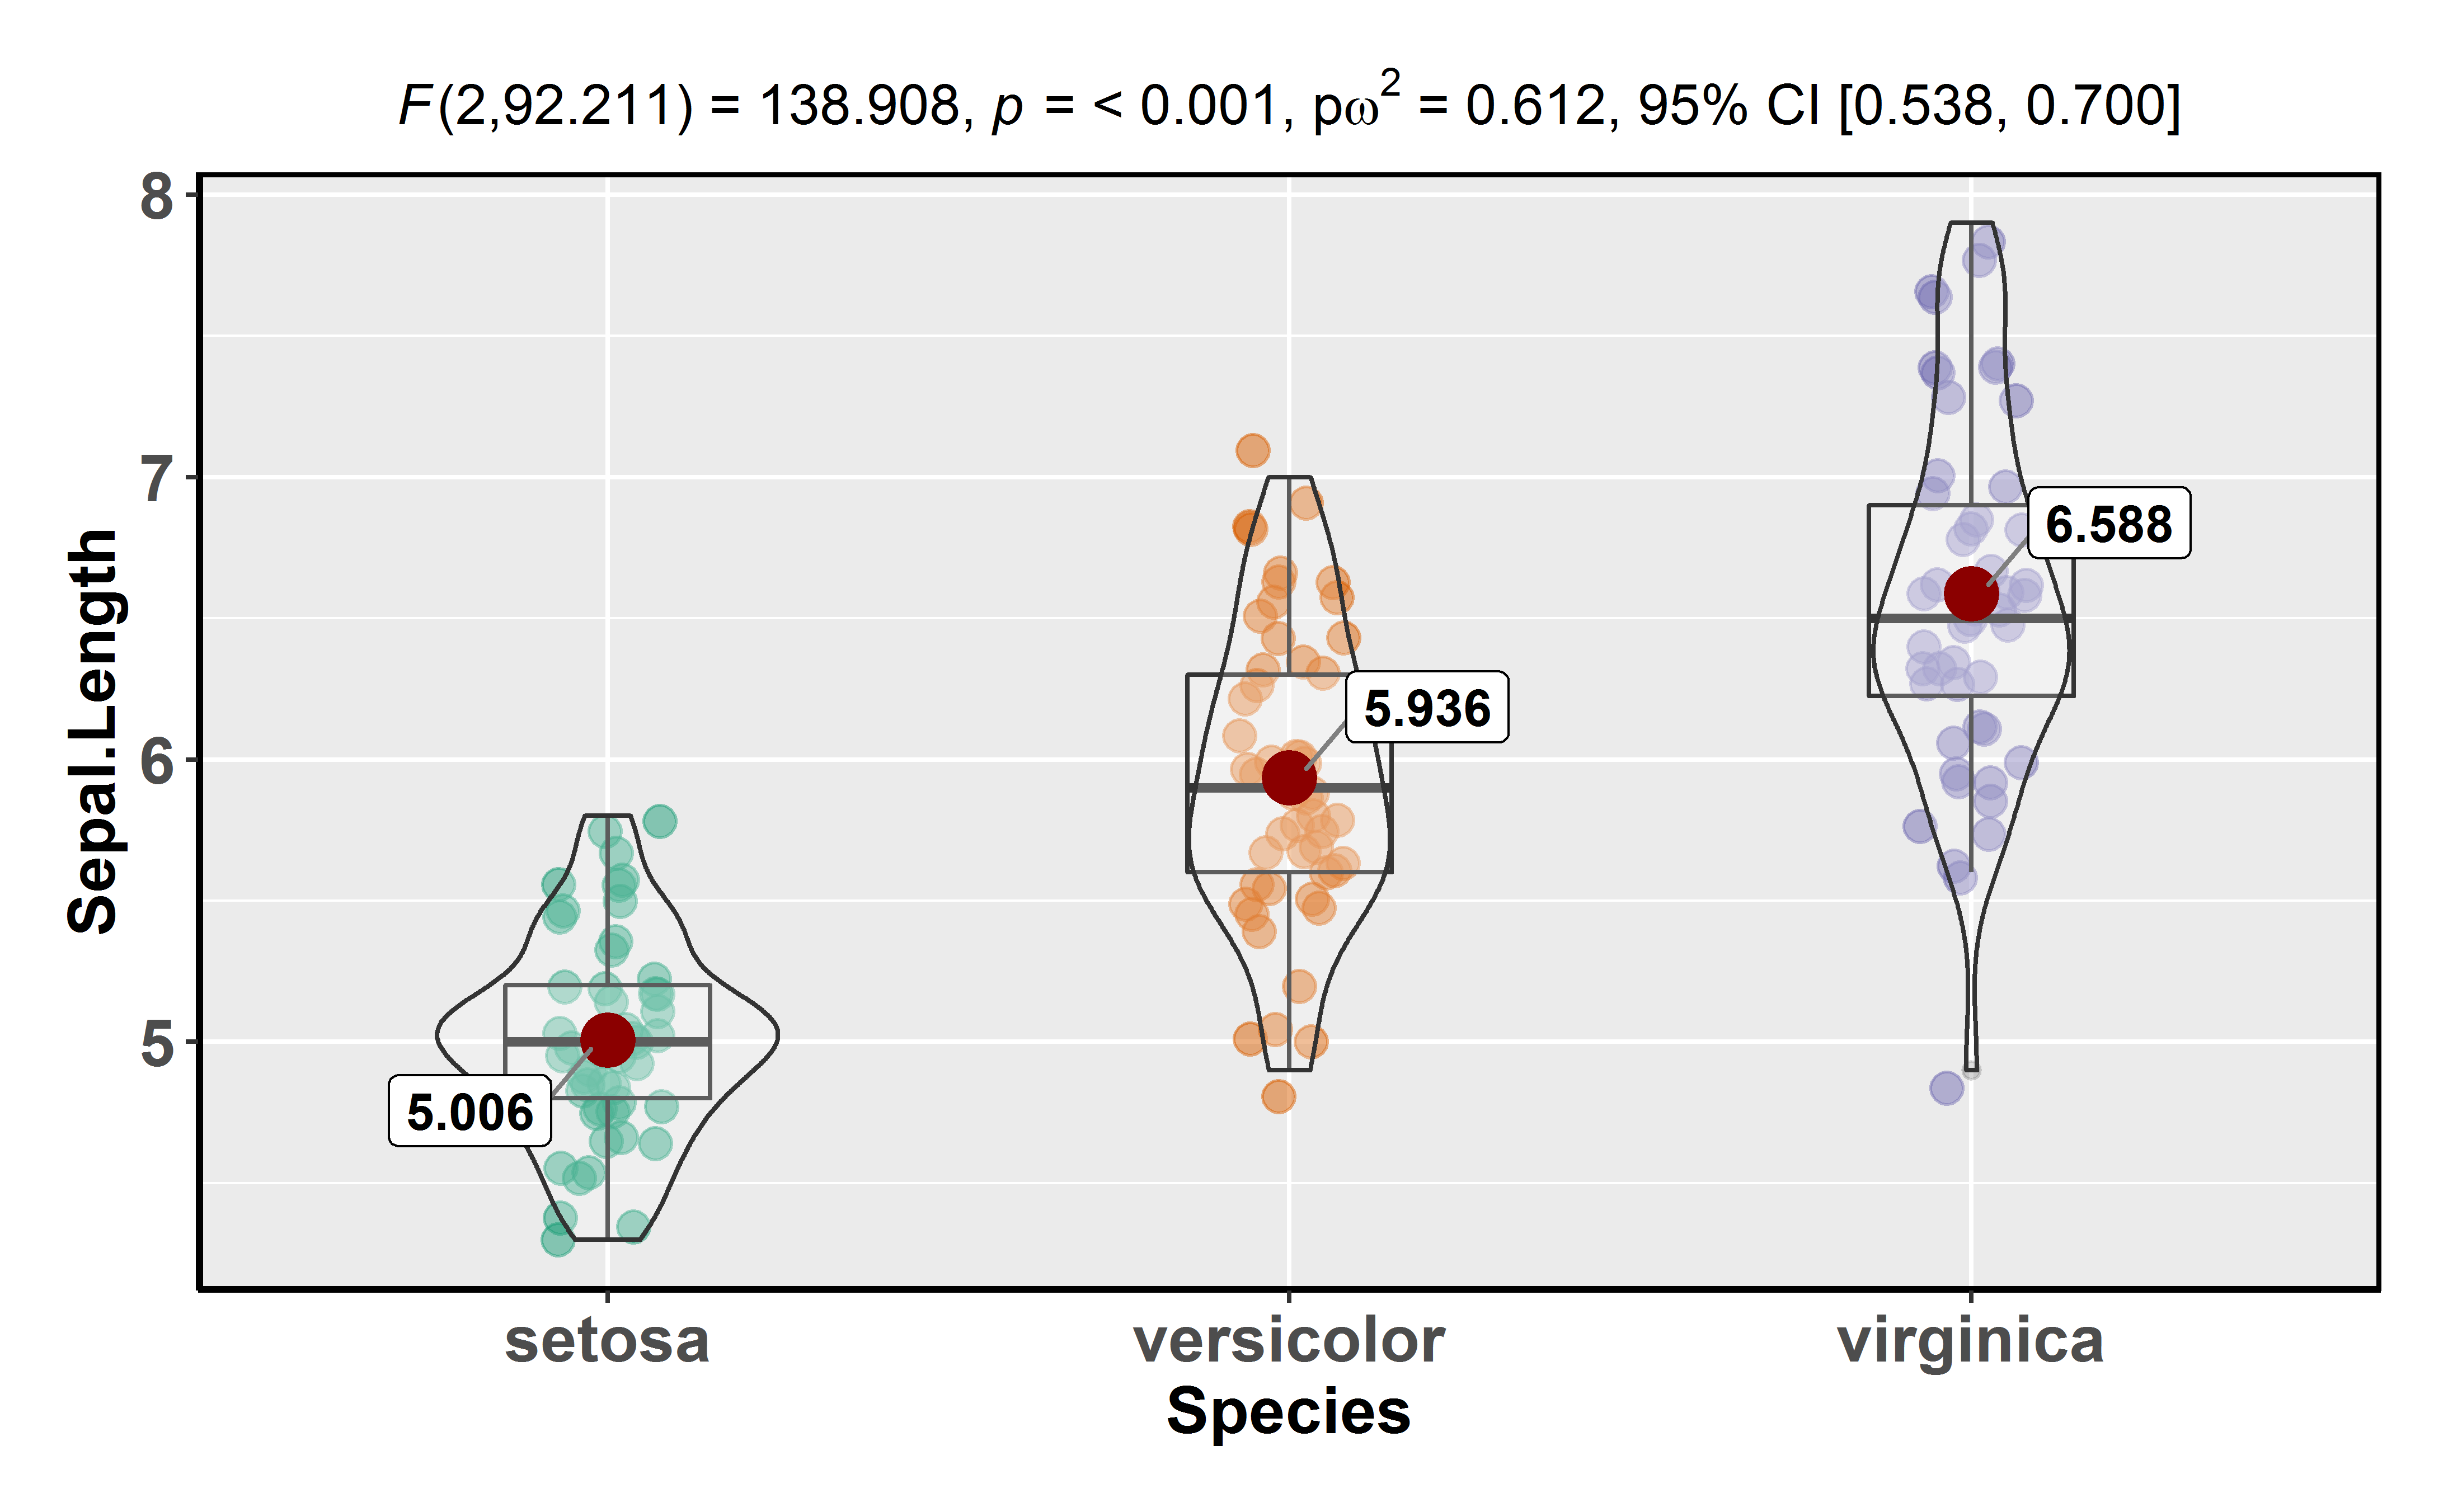 F(2,92.211) = 138.908, p = < 0.001, pω² = 0.612, 95% CI [0.538, 0.700]
Sepal.Length
8
7
6
5
6.588
5.936
5.006
setosa versicolor virginica
Species